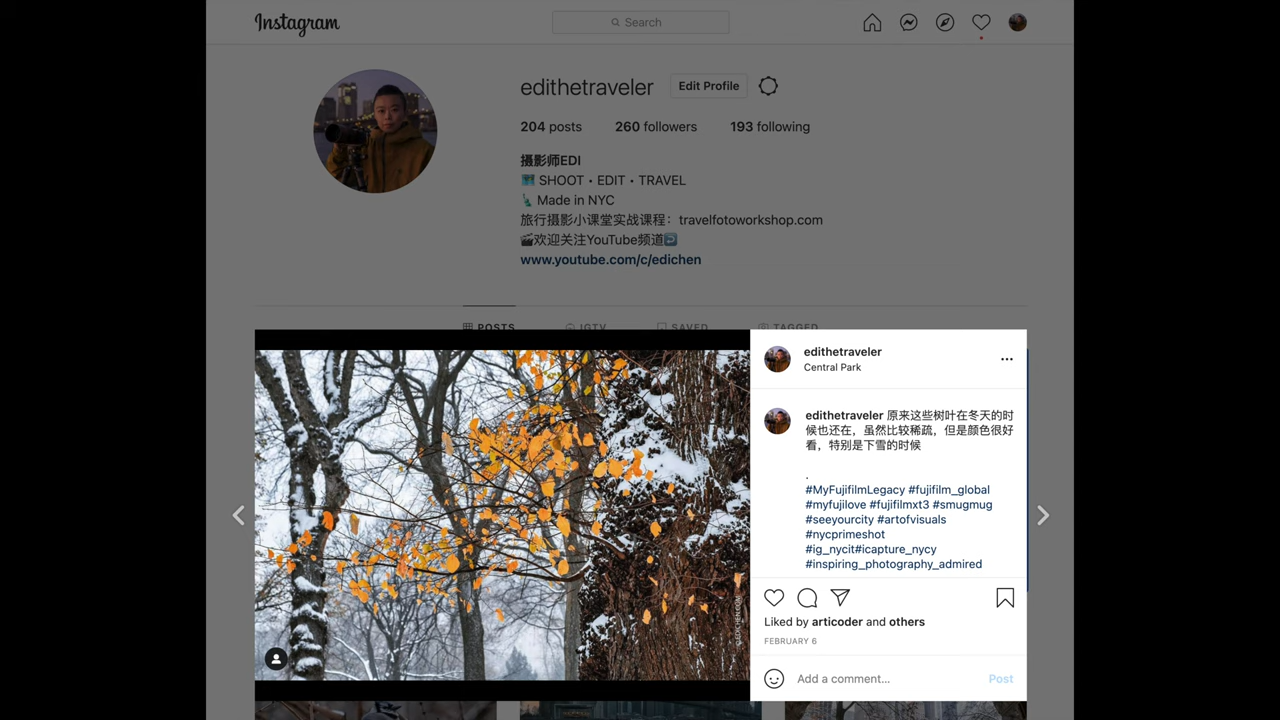 Instagram
Search
edithetraveler
Edit Profile
204 posts 260 followers 193 following
摄影师EDI
SHOOT • EDIT • TRAVEL
Made in NYC
旅行摄影小课堂实战课程：travelfotoworkshop.com
欢迎关注YouTube频道
www.youtube.com/c/edichen
POSTS IGTV SAVED TAGGED
©EDICHEN.COM
edithetraveler
Central Park
edithetraveler 原来这些树叶在冬天的时
候也还在，虽然比较稀疏，但是颜色很好
看，特别是下雪的时候
.
#MyFujifilmLegacy #fujifilm_global
#myfujilove #fujifilmxt3 #smugmug
#seeyourcity #artofvisuals
#nycprimeshot
#ig_nycit#icapture_nycy
#inspiring_photography_admired
Liked by articoder and others
FEBRUARY 6
Add a comment...
Post